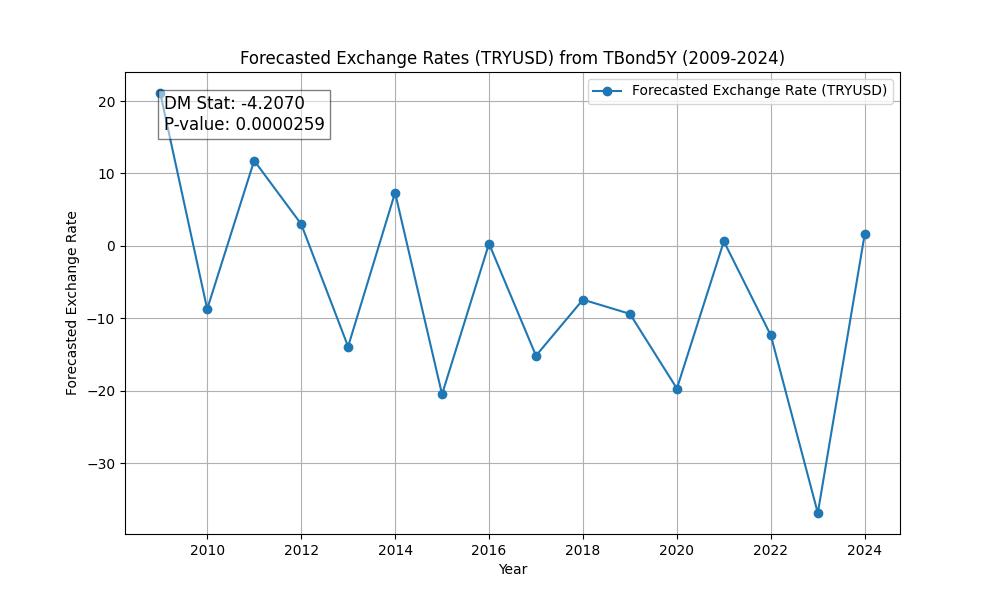 Forecasted Exchange Rates (TRYUSD) from TBond5Y (2009-2024)
DM Stat: -4.2070
P-value: 0.0000259
Forecasted Exchange Rate (TRYUSD)
Forecasted Exchange Rate
20
10
0
−10
−20
−30
2010 2012 2014 2016 2018 2020 2022 2024
Year